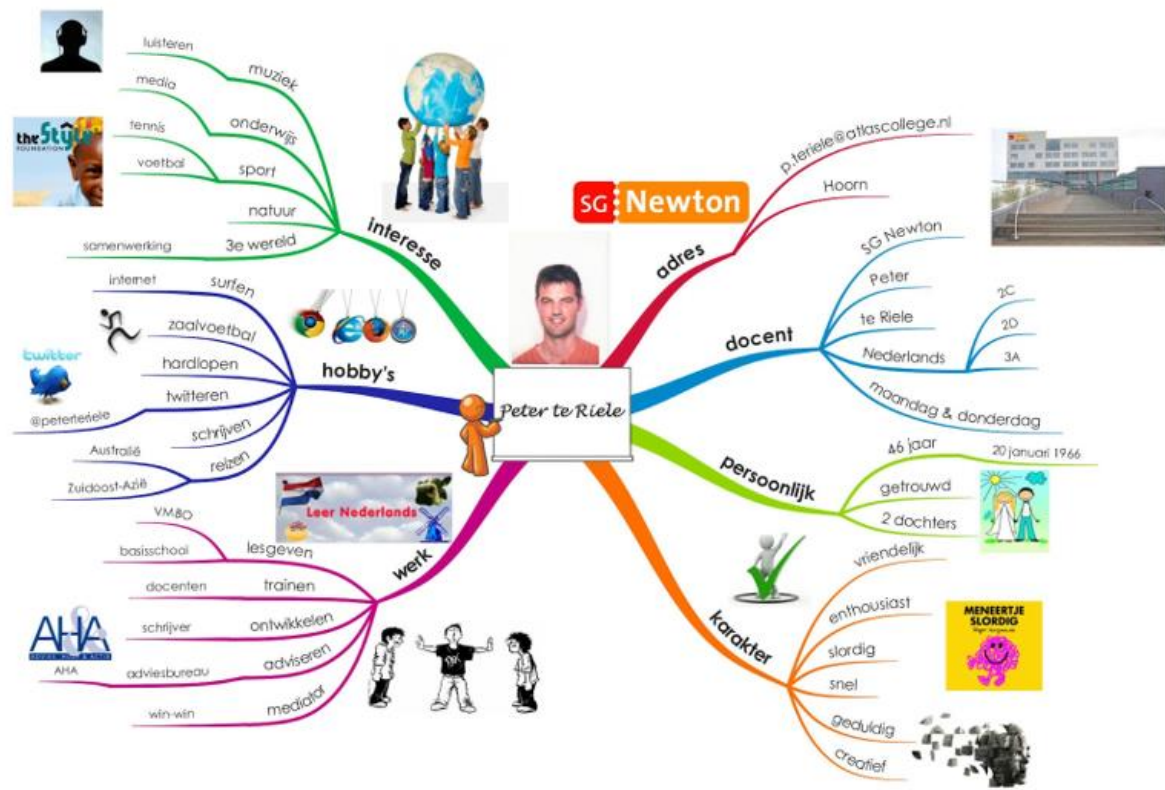 Peter te Riele
interesse
muziek
luisteren
onderwijs
media
sport
tennis
voetbal
natuur
3e wereld
samenwerking
the Style
FOUNDATION
hobby's
surfen
internet
zaalvoetbal
hardlopen
twitteren
@peterteriele
schrijven
reizen
Australië
Zuidoost-Azië
twitter
Leer Nederlands
werk
lesgeven
VMBO
basisschool
trainen
docenten
ontwikkelen
schrijver
adviseren
adviesbureau
AHA
mediator
win-win
AHA
SG Newton
adres
p.teriele@atlascollege.nl
Hoorn
docent
SG Newton
Peter
te Riele
Nederlands
2C
2D
3A
maandag & donderdag
persoonlijk
46 jaar
20 januari 1966
getrouwd
2 dochters
karakter
vriendelijk
enthousiast
slordig
snel
geduldig
creatief
MENEERTJE
SLORDIG